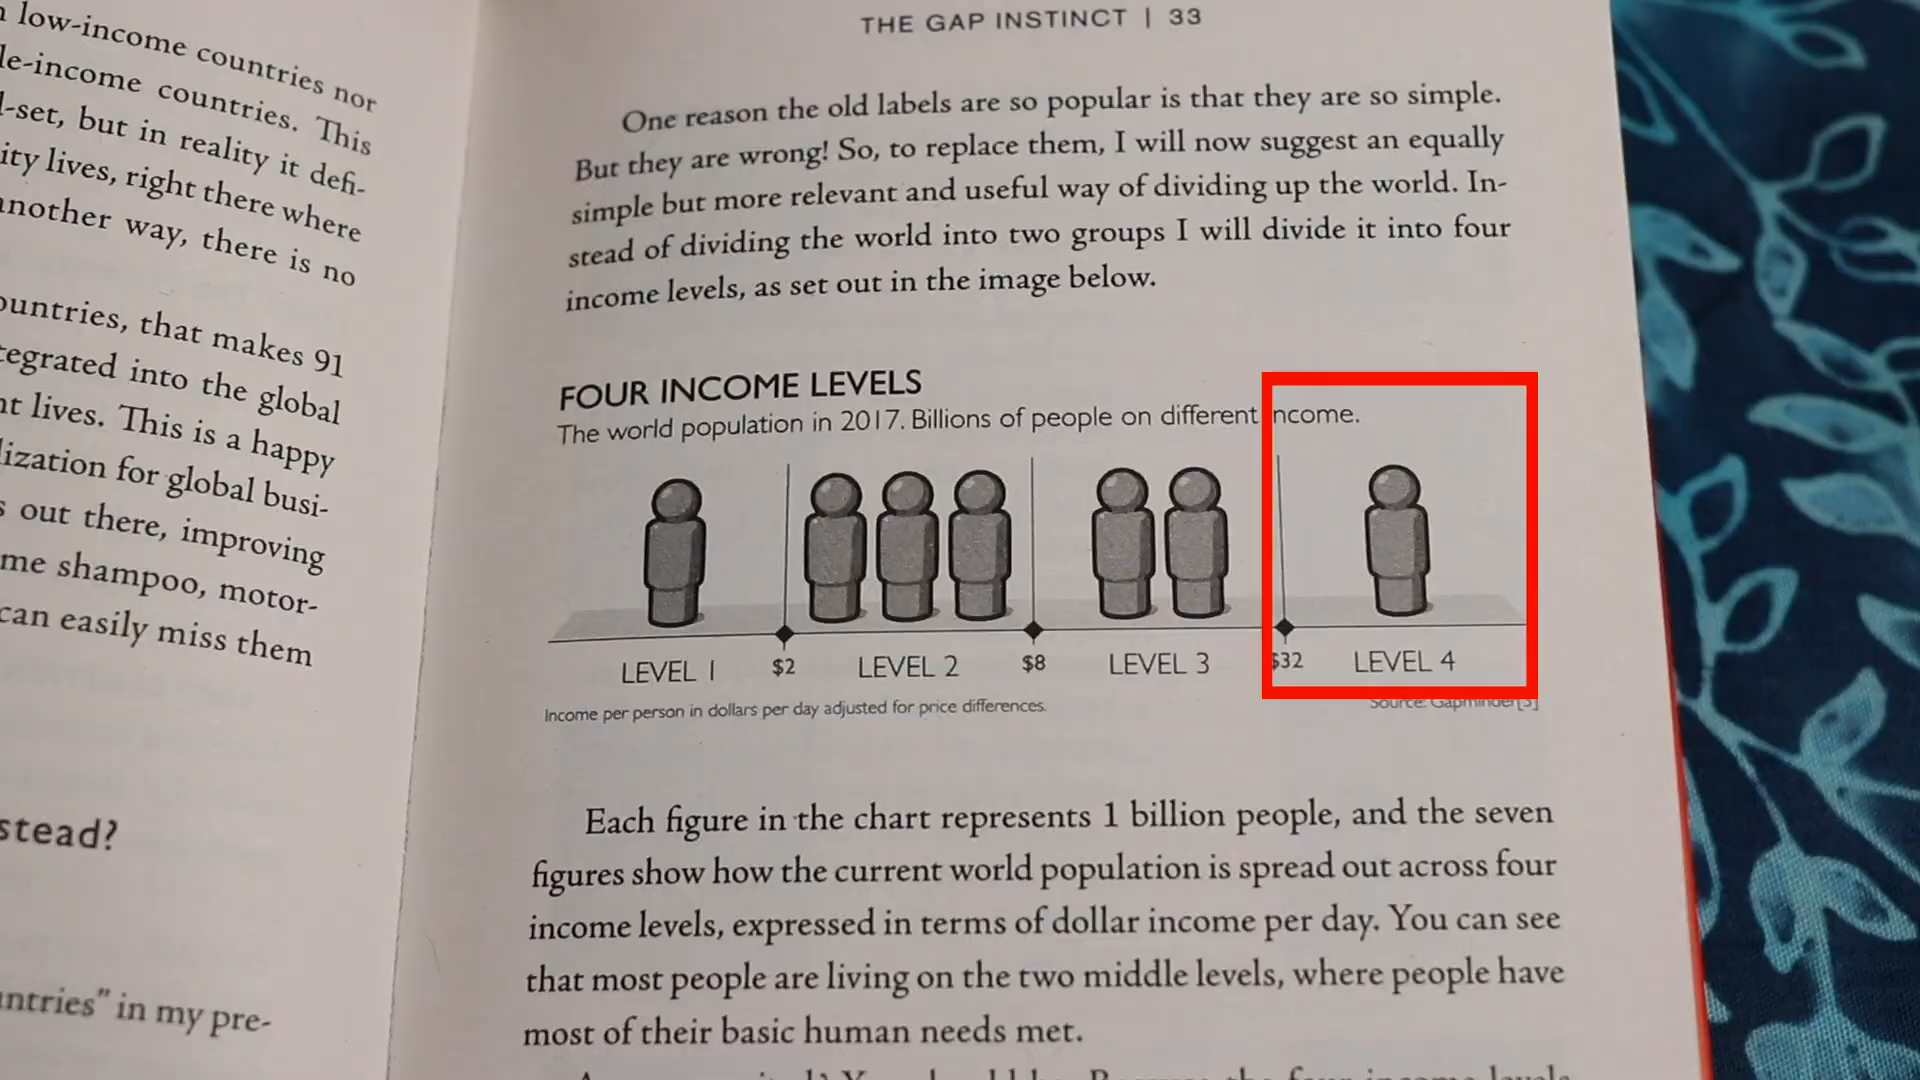 low-income countries nor
le-income countries. This
l-set, but in reality it defi-
ity lives, right there where
another way, there is no
ountries, that makes 91
tegrated into the global
nt lives. This is a happy
lization for global busi-
s out there, improving
me shampoo, motor-
can easily miss them
stead?
untries” in my pre-
THE GAP INSTINCT | 33
One reason the old labels are so popular is that they are so simple.
But they are wrong! So, to replace them, I will now suggest an equally
simple but more relevant and useful way of dividing up the world. In-
stead of dividing the world into two groups I will divide it into four
income levels, as set out in the image below.
FOUR INCOME LEVELS
The world population in 2017. Billions of people on different income.
LEVEL 1 $2 LEVEL 2 $8 LEVEL 3 $32 LEVEL 4
Income per person in dollars per day adjusted for price differences.
Source: Gapminder[3]
Each figure in the chart represents 1 billion people, and the seven
figures show how the current world population is spread out across four
income levels, expressed in terms of dollar income per day. You can see
that most people are living on the two middle levels, where people have
most of their basic human needs met.